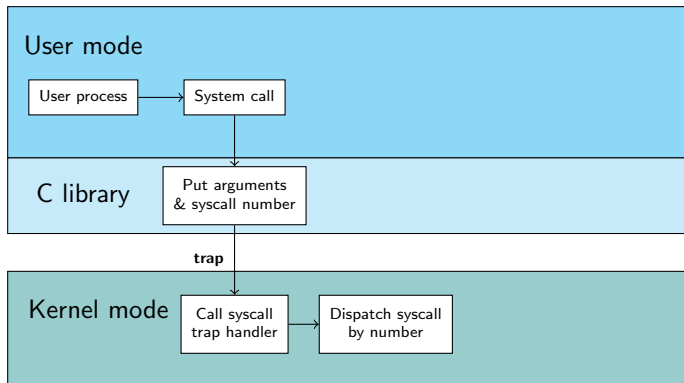 User mode
User process
System call
C library
Put arguments
& syscall number
trap
Kernel mode
Call syscall
trap handler
Dispatch syscall
by number